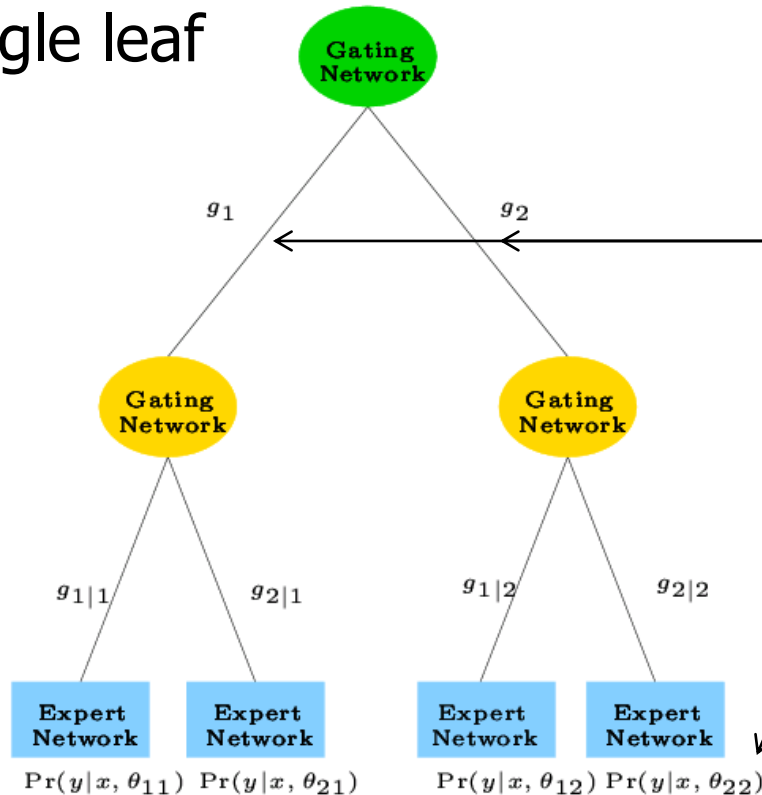 gle leaf
Gating
Network
g₁
g₂
Gating
Network
Gating
Network
g₁|₁
g₂|₁
g₁|₂
g₂|₂
Expert
Network
Expert
Network
Expert
Network
Expert
Network
Pr(y|x, θ₁₁) Pr(y|x, θ₂₁) Pr(y|x, θ₁₂) Pr(y|x, θ₂₂)